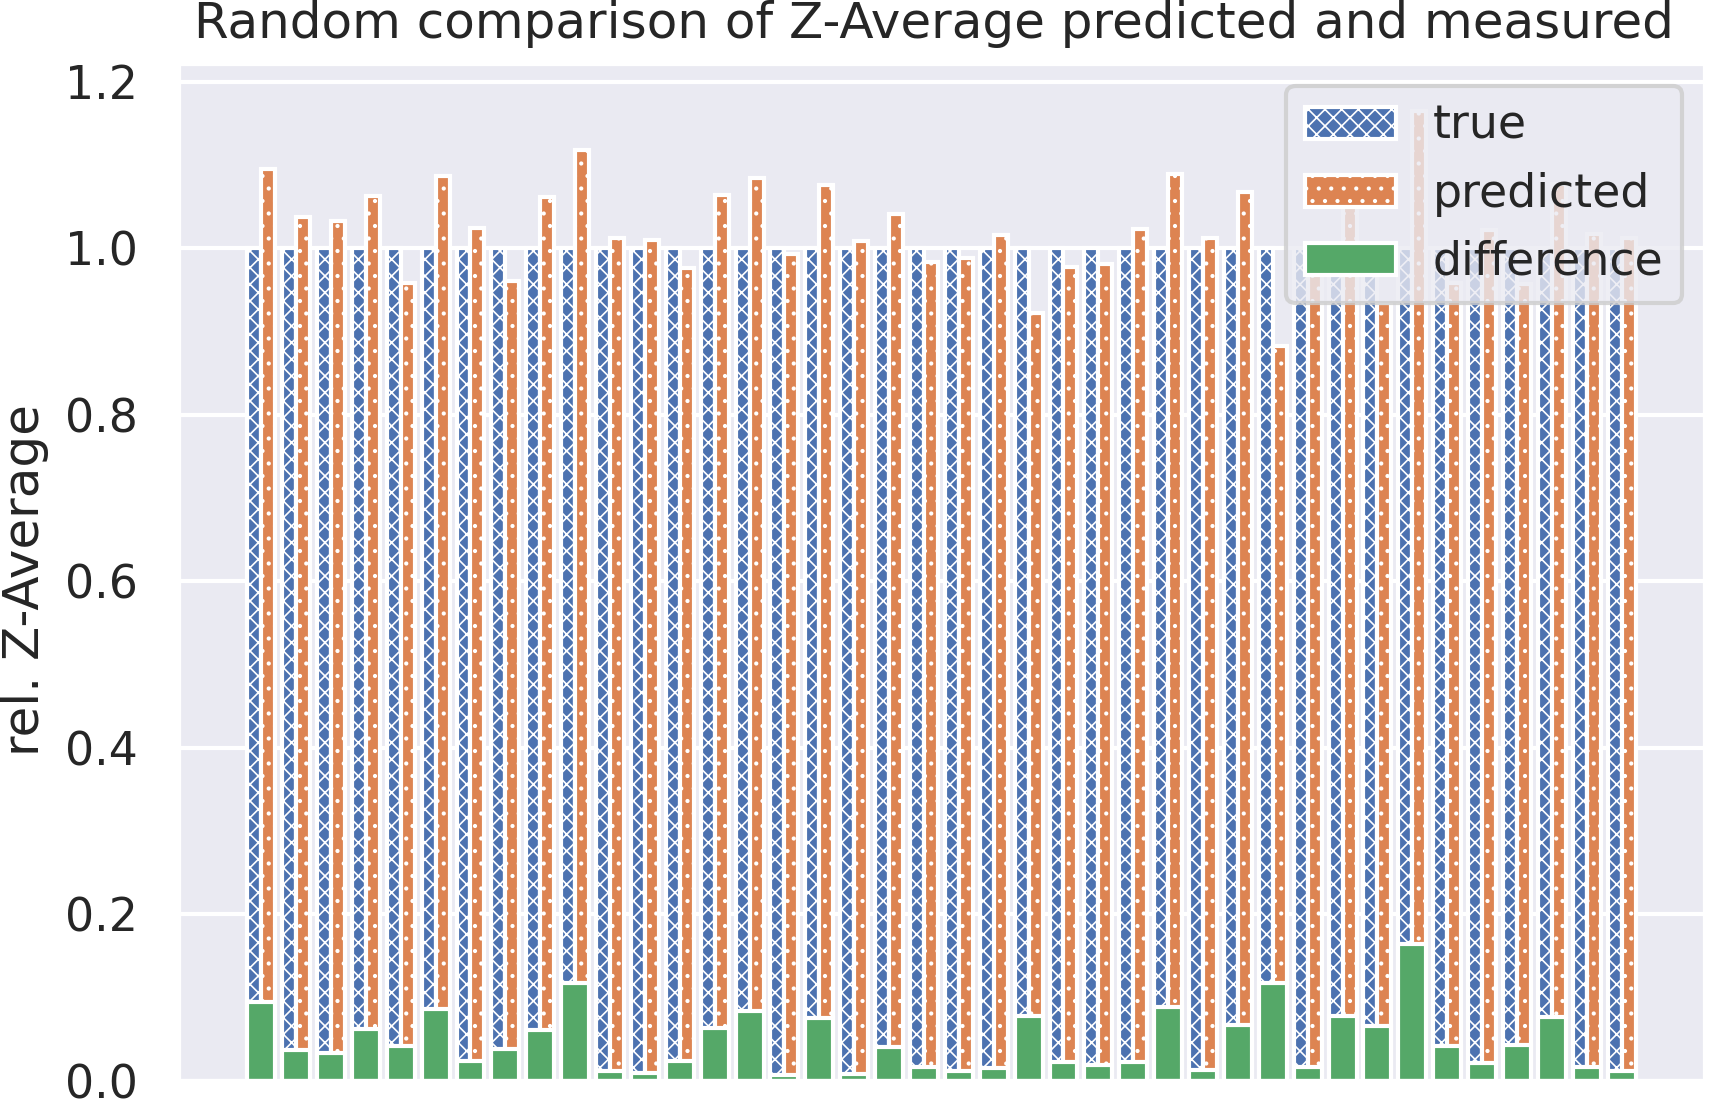 Random comparison of Z-Average predicted and measured
rel. Z-Average
1.2
1.0
0.8
0.6
0.4
0.2
0.0
true
predicted
difference